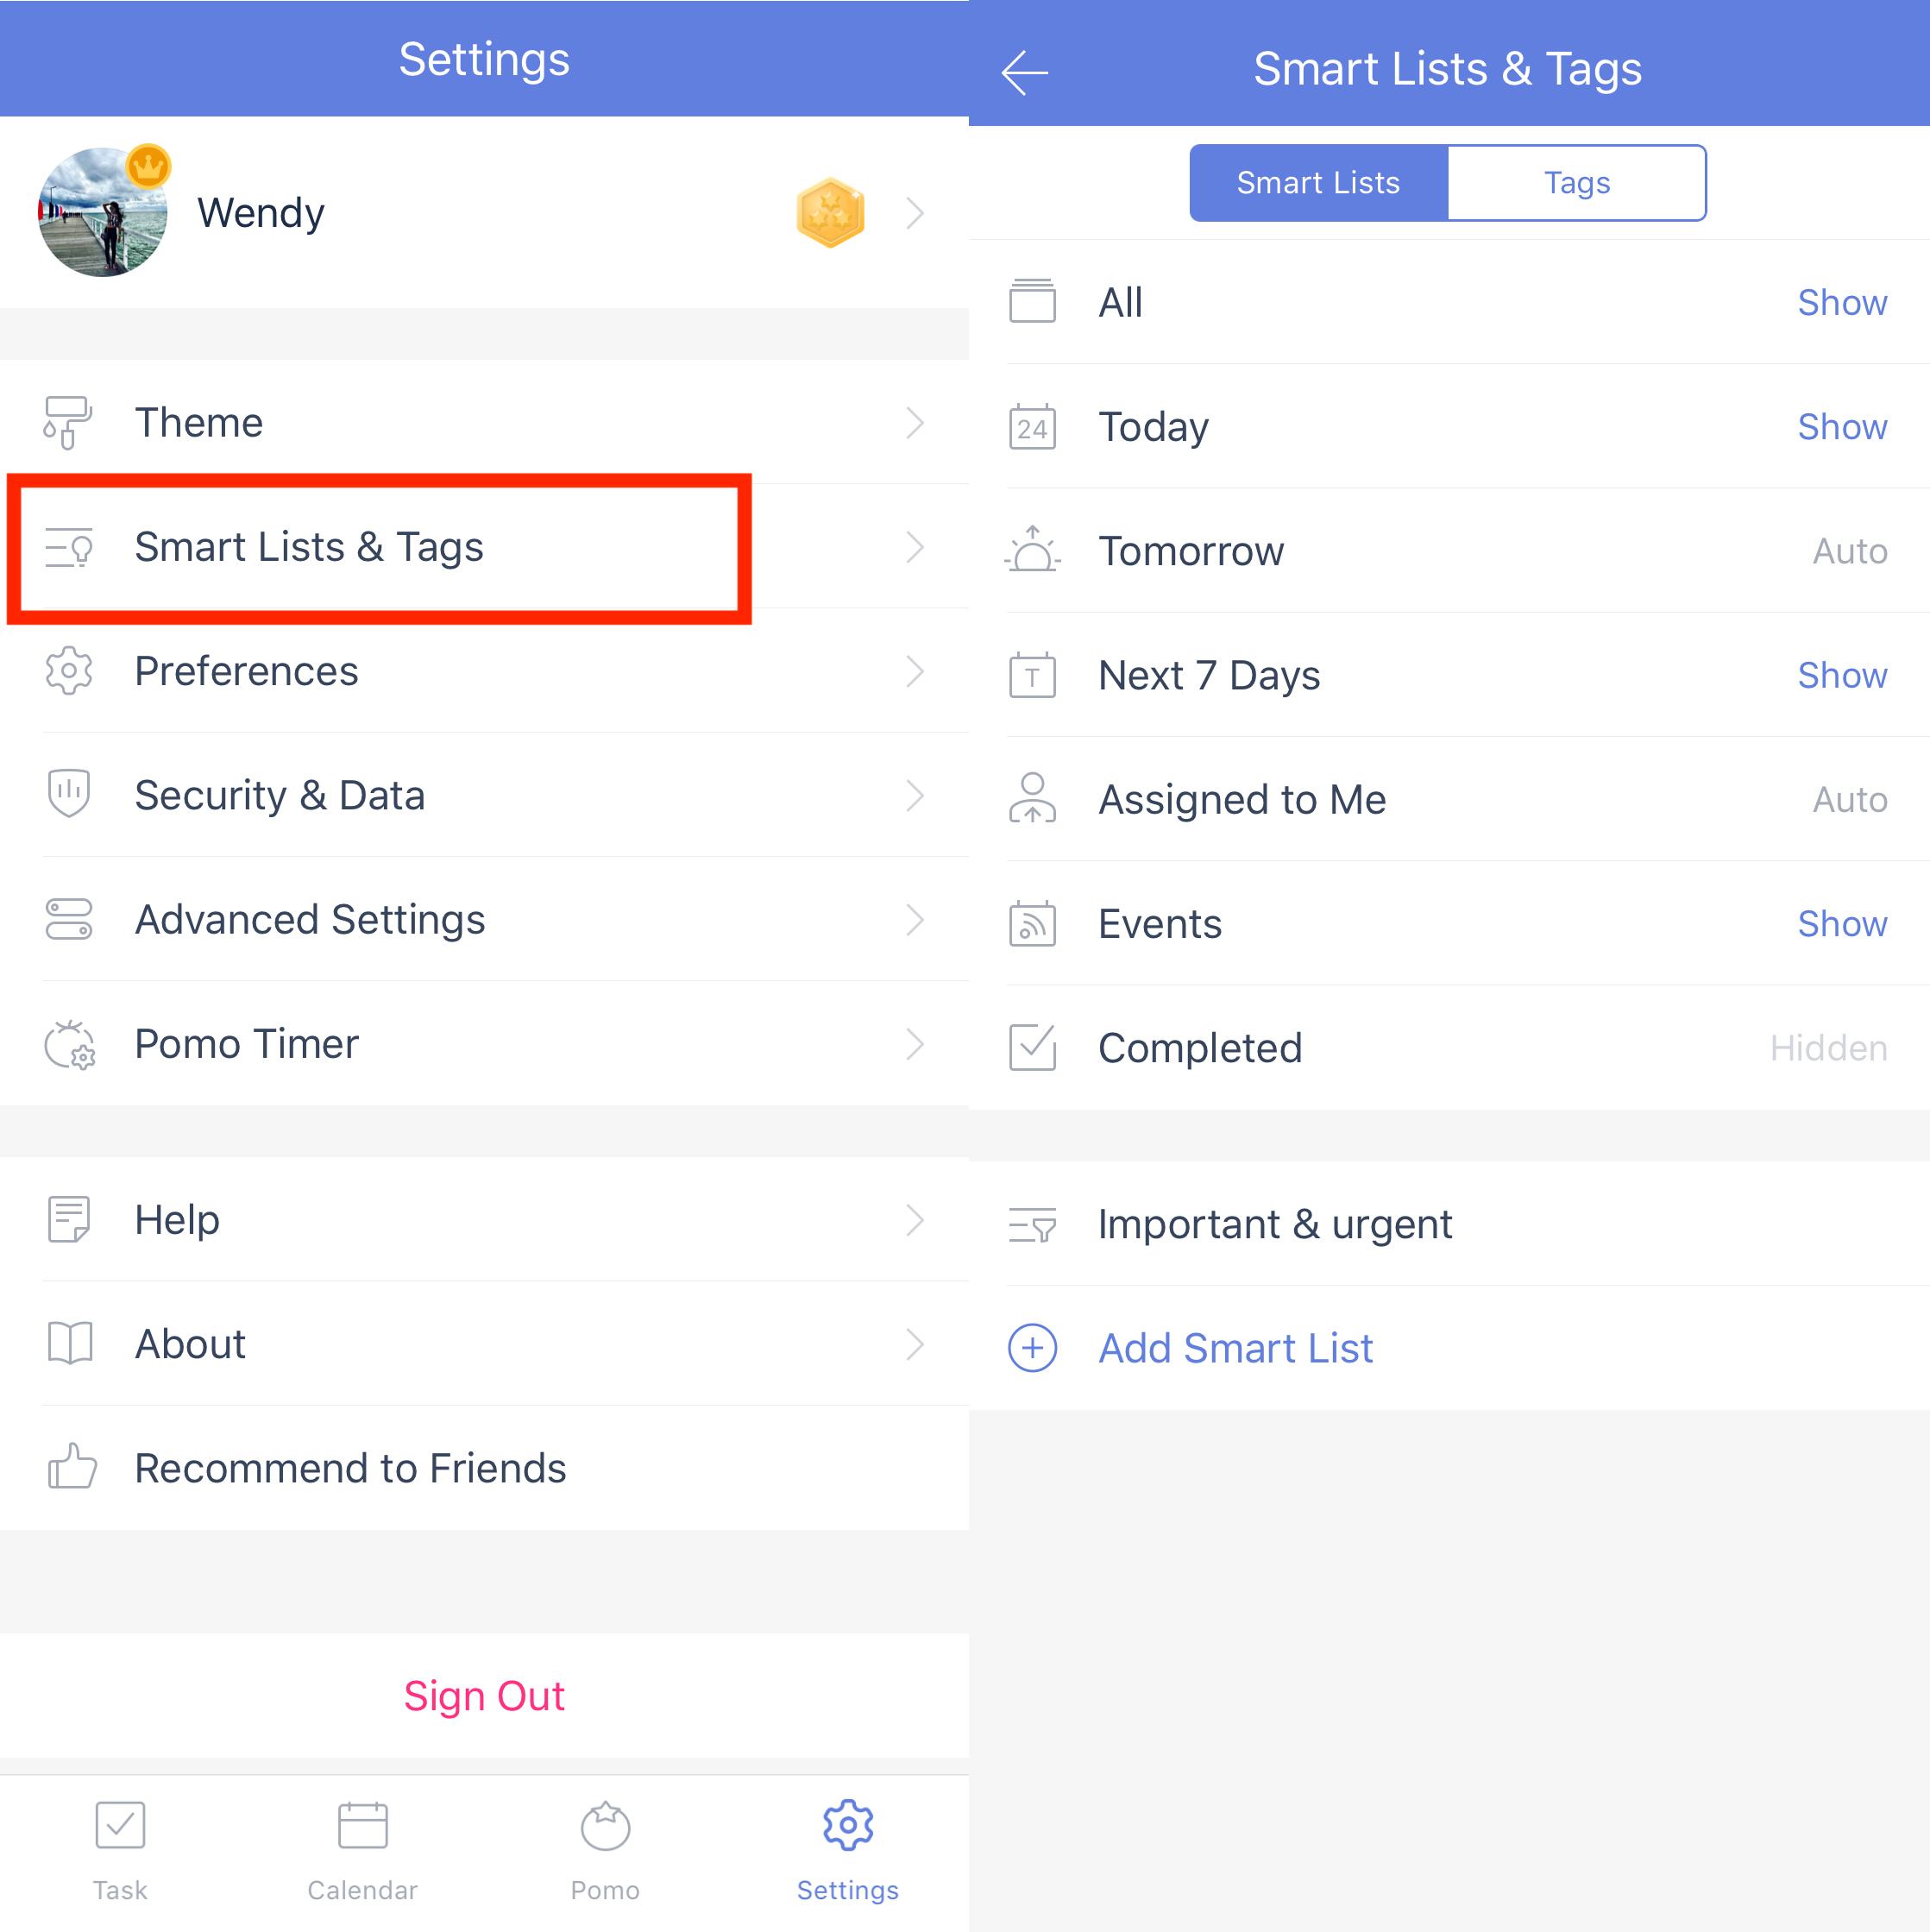 Settings
Wendy
Theme
Smart Lists & Tags
Preferences
Security & Data
Advanced Settings
Pomo Timer
Help
About
Recommend to Friends
Sign Out
Task
Calendar
Pomo
Settings
Smart Lists & Tags
Smart Lists
Tags
All
Show
24
Today
Show
Tomorrow
Auto
T
Next 7 Days
Show
Assigned to Me
Auto
Events
Show
Completed
Hidden
Important & urgent
Add Smart List